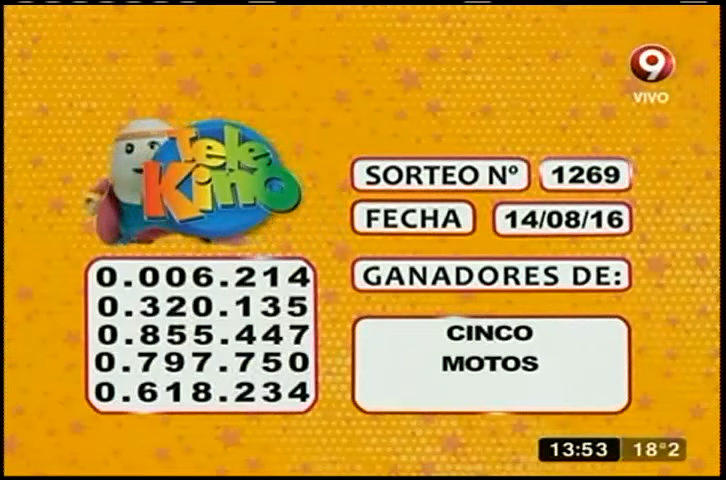 9
VIVO
Tele
Kino
SORTEO Nº 1269
FECHA 14/08/16
GANADORES DE:
CINCO
MOTOS
0.006.214
0.320.135
0.855.447
0.797.750
0.618.234
13:53 18°2